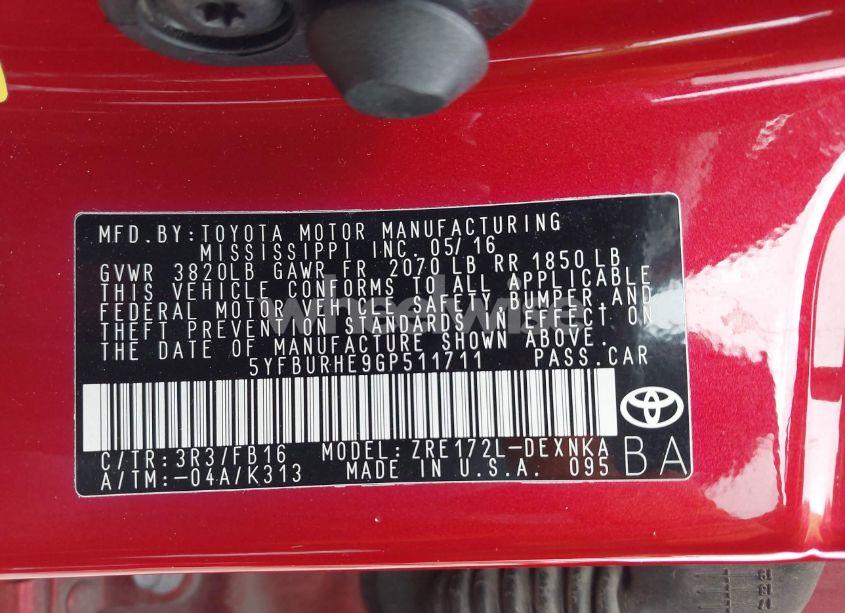 MFD.BY:TOYOTA MOTOR MANUFACTURING
MISSISSIPPI INC. 05/16
GVWR 3820LB GAWR FR 2070 LB RR 1850 LB
THIS VEHICLE CONFORMS TO ALL APPLICABLE
FEDERAL MOTOR VEHICLE SAFETY,BUMPER,AND
THEFT PREVENTION STANDARDS IN EFFECT ON
THE DATE OF MANUFACTURE SHOWN ABOVE.
5YFBURHE9GP511711 PASS.CAR
C/TR:3R3/FB16 MODEL:ZRE172L-DEXNKA
A/TM:-04A/K313 MADE IN U.S.A. 095
BA